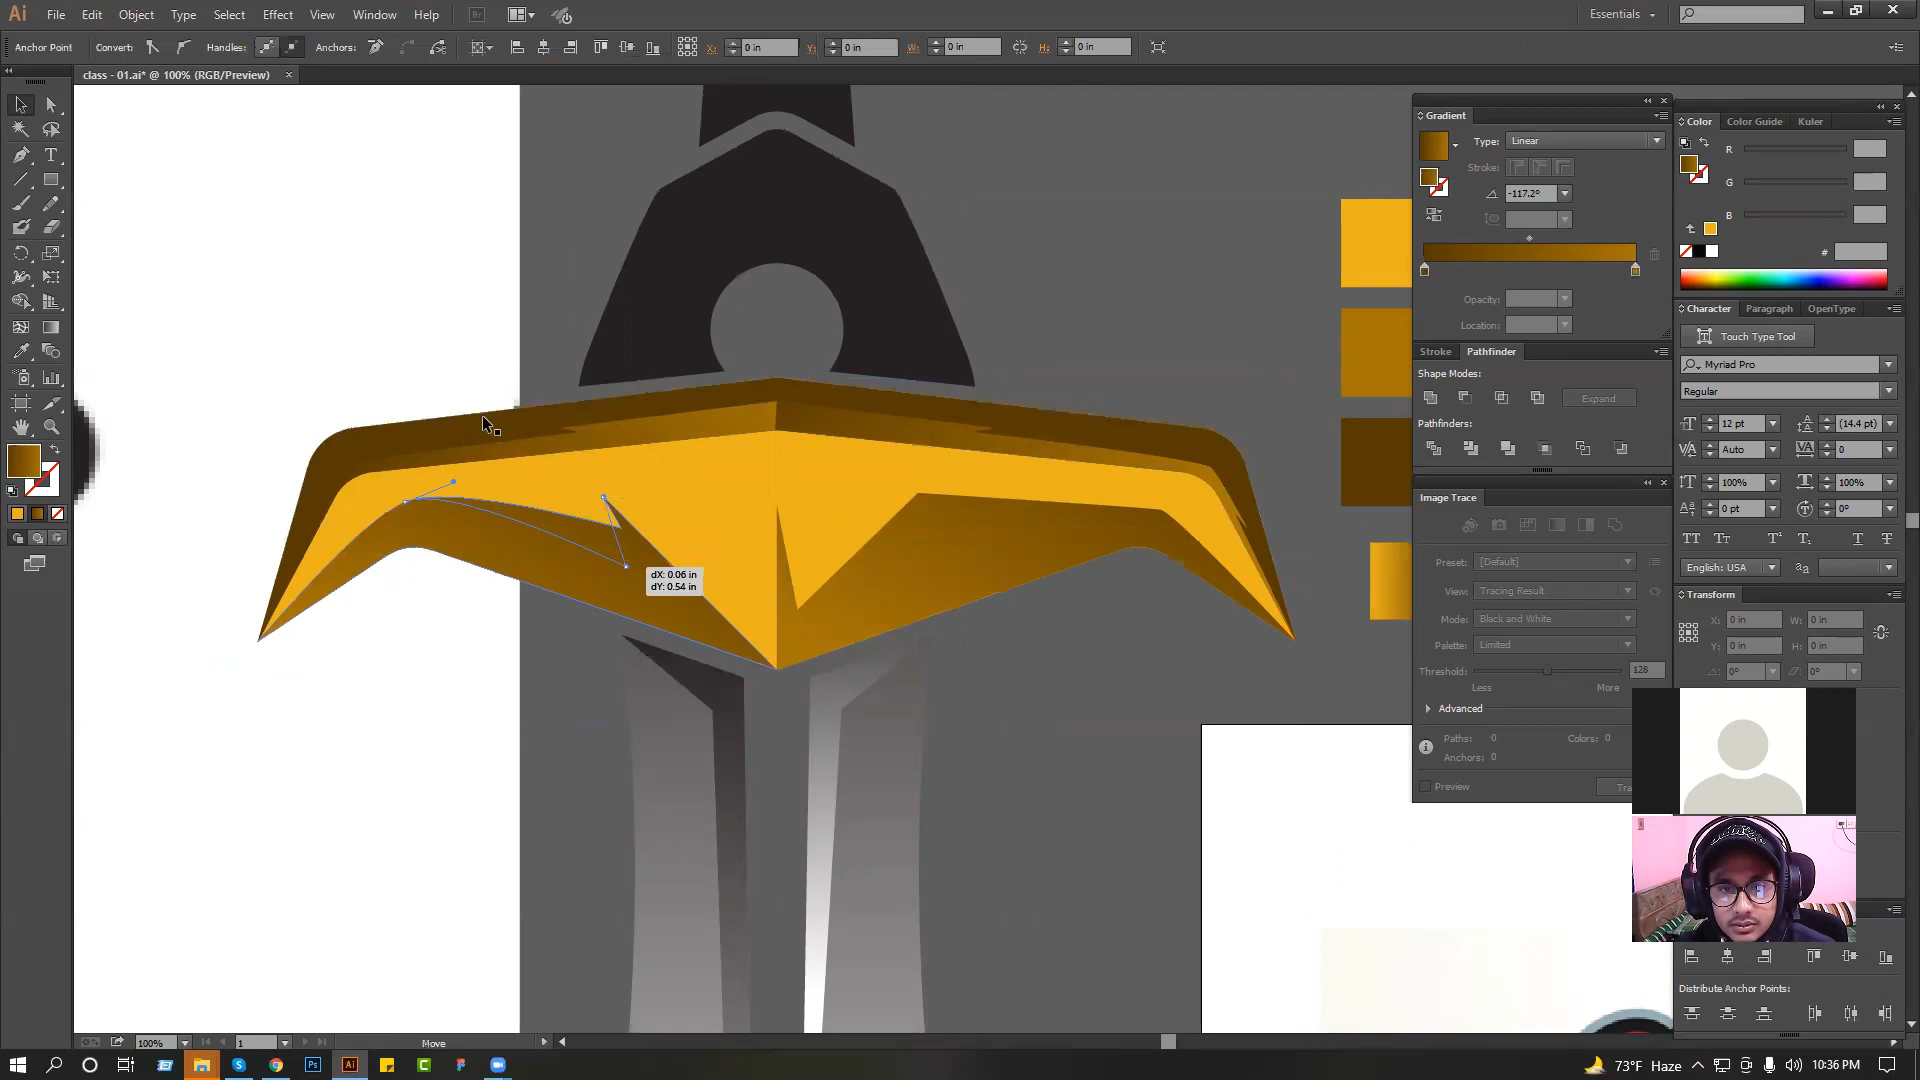 Ai File Edit Object Type Select Effect View Window Help Br Essentials
Anchor Point Convert: Handles: Anchors: X: 0 in Y: 0 in W: 0 in H: 0 in
class - 01.ai* @ 100% (RGB/Preview)
Gradient
Type: Linear
Stroke:
-117.2°
Opacity:
Location:
Stroke Pathfinder
Shape Modes:
Expand
Pathfinders:
Image Trace
Preset: [Default]
View: Tracing Result
Mode: Black and White
Palette: Limited
Threshold: 128
Less More
Advanced
Paths: 0 Colors: 0
Anchors: 0
Preview
Color Color Guide Kuler
R
G
B
#
Character Paragraph OpenType
Touch Type Tool
Myriad Pro
Regular
12 pt (14.4 pt)
Auto 0
100% 100%
0 pt 0°
English: USA
Transform
X: 0 in W: 0 in
Y: 0 in H: 0 in
0° 0°
Distribute Anchor Points:
dX: 0.06 in
dY: 0.54 in
100% 1 Move
73°F Haze 10:36 PM